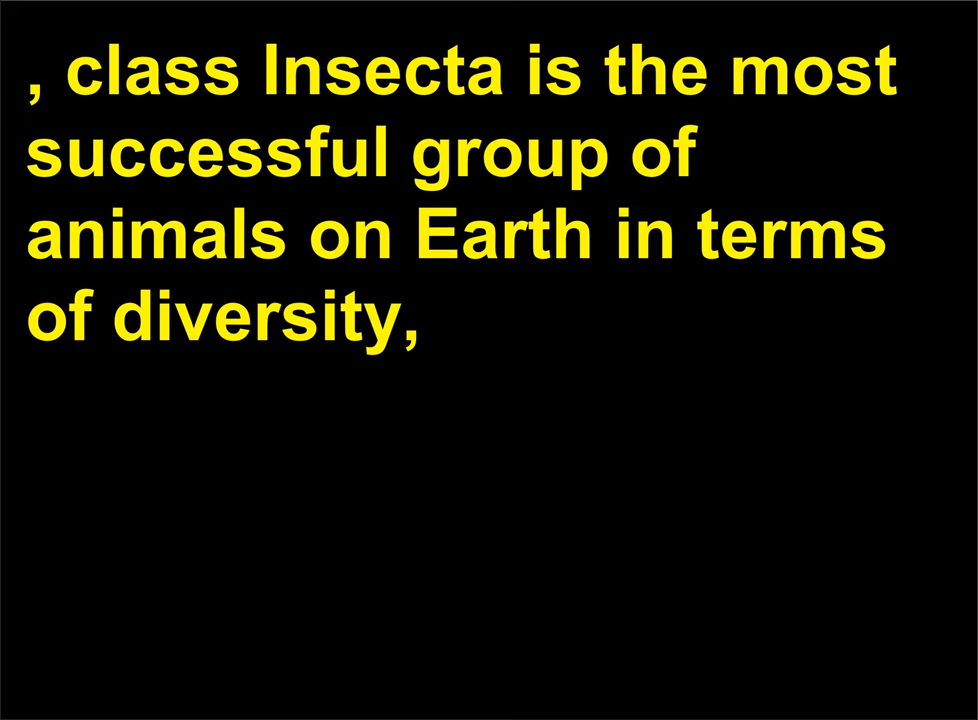 , class Insecta is the most
successful group of
animals on Earth in terms
of diversity,